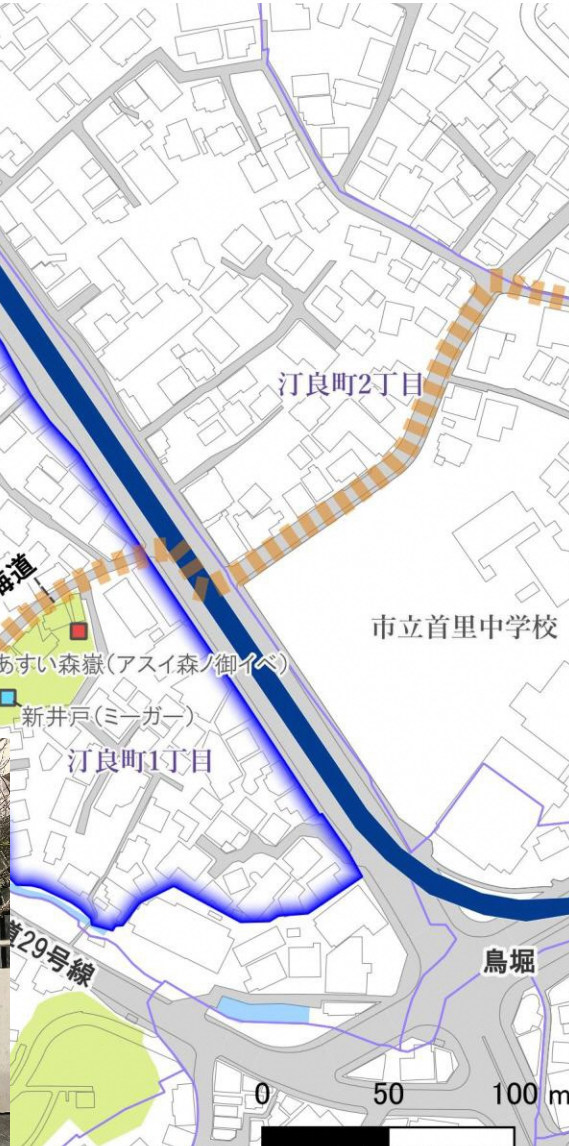 汀良町2丁目
海道
市立首里中学校
あすい森嶽(アスイ森ノ御イベ)
新井戸(ミーガー)
汀良町1丁目
道29号線
鳥堀
0 50 100 m